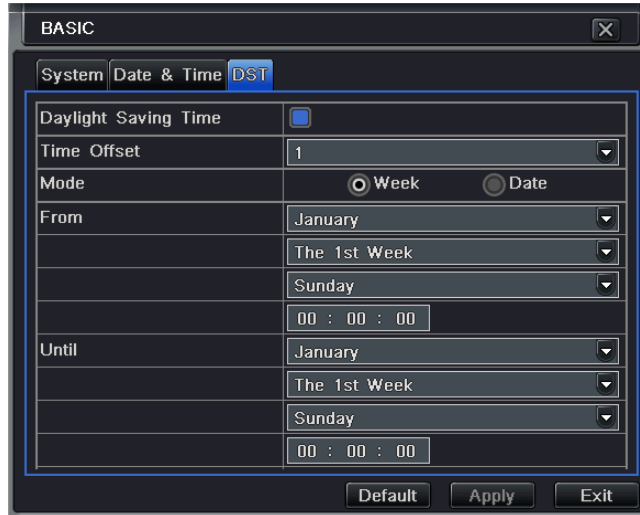 BASIC
System Date & Time DST
Daylight Saving Time
Time Offset 1
Mode Week Date
From January
The 1st Week
Sunday
00 : 00 : 00
Until January
The 1st Week
Sunday
00 : 00 : 00
Default Apply Exit